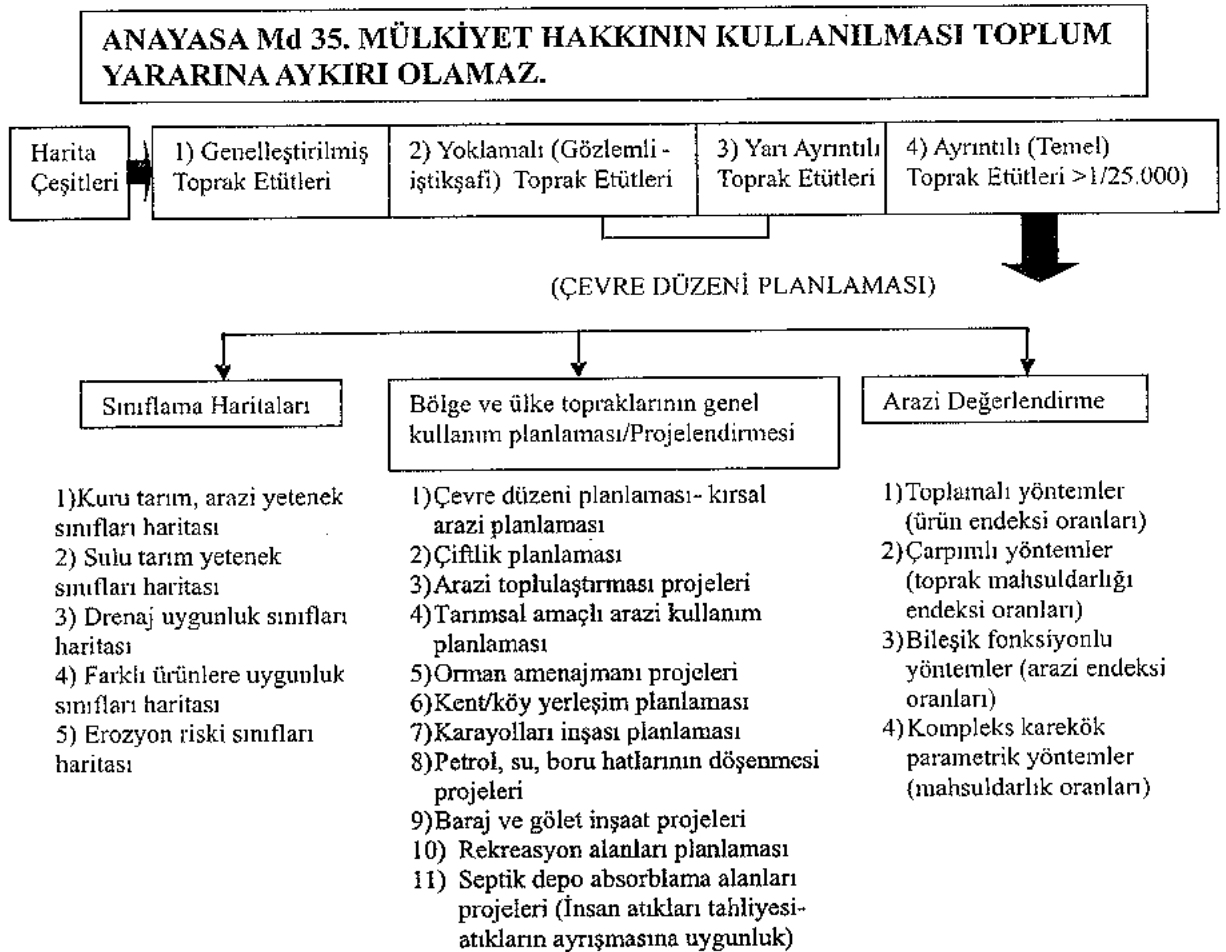 ANAYASA Md 35. MÜLKİYET HAKKININ KULLANILMASI TOPLUM
YARARINA AYKIRI OLAMAZ.
Harita
Çeşitleri
1) Genelleştirilmiş
Toprak Etütleri
2) Yoklamalı (Gözlemli -
iştikşafi) Toprak Etütleri
3) Yarı Ayrıntılı
Toprak Etütleri
4) Ayrıntılı (Temel)
Toprak Etütleri >1/25.000)
(ÇEVRE DÜZENİ PLANLAMASI)
Sınıflama Haritaları
1)Kuru tarım, arazi yetenek
sınıfları haritası
2) Sulu tarım yetenek
sınıfları haritası
3) Drenaj uygunluk sınıfları
haritası
4) Farklı ürünlere uygunluk
sınıfları haritası
5) Erozyon riski sınıfları
haritası
Bölge ve ülke topraklarının genel
kullanım planlaması/Projelendirmesi
1)Çevre düzeni planlaması- kırsal
arazi planlaması
2)Çiftlik planlaması
3)Arazi toplulaştırması projeleri
4)Tarımsal amaçlı arazi kullanım
planlaması
5)Orman amenajmanı projeleri
6)Kent/köy yerleşim planlaması
7)Karayolları inşası planlaması
8)Petrol, su, boru hatlarının döşenmesi
projeleri
9)Baraj ve gölet inşaat projeleri
10) Rekreasyon alanları planlaması
11) Septik depo absorblama alanları
projeleri (İnsan atıkları tahliyesi-
atıkların ayrışmasına uygunluk)
Arazi Değerlendirme
1)Toplamalı yöntemler
(ürün endeksi oranları)
2)Çarpımlı yöntemler
(toprak mahsuldarlığı
endeksi oranları)
3)Bileşik fonksiyonlu
yöntemler (arazi endeksi
oranları)
4)Kompleks karekök
parametrik yöntemler
(mahsuldarlık oranları)